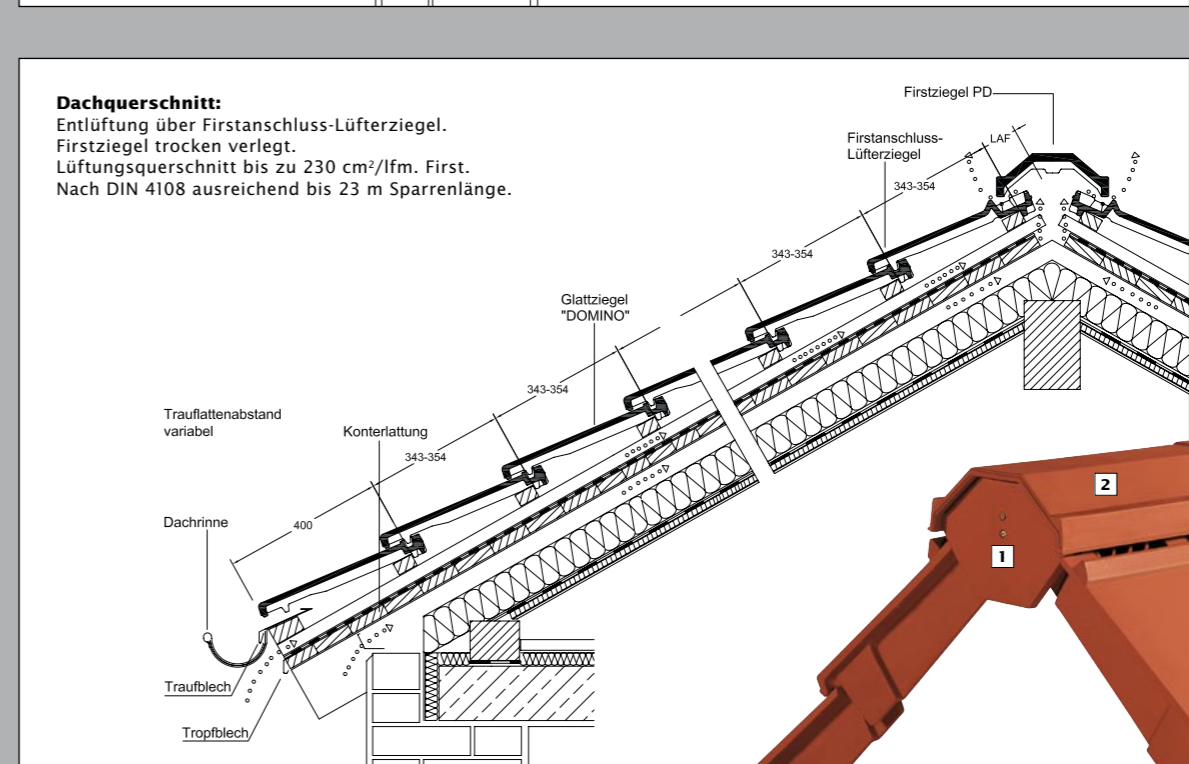 Dachquerschnitt:
Entlüftung über Firstanschluss-Lüfterziegel.
Firstziegel trocken verlegt.
Lüftungsquerschnitt bis zu 230 cm²/lfm. First.
Nach DIN 4108 ausreichend bis 23 m Sparrenlänge.
Firstziegel PD
Firstanschluss-
Lüfterziegel
LAF
343-354
343-354
Glattziegel
"DOMINO"
343-354
Trauflattenabstand
variabel
Konterlattung
343-354
Dachrinne
400
2
1
Traufblech
Tropfblech